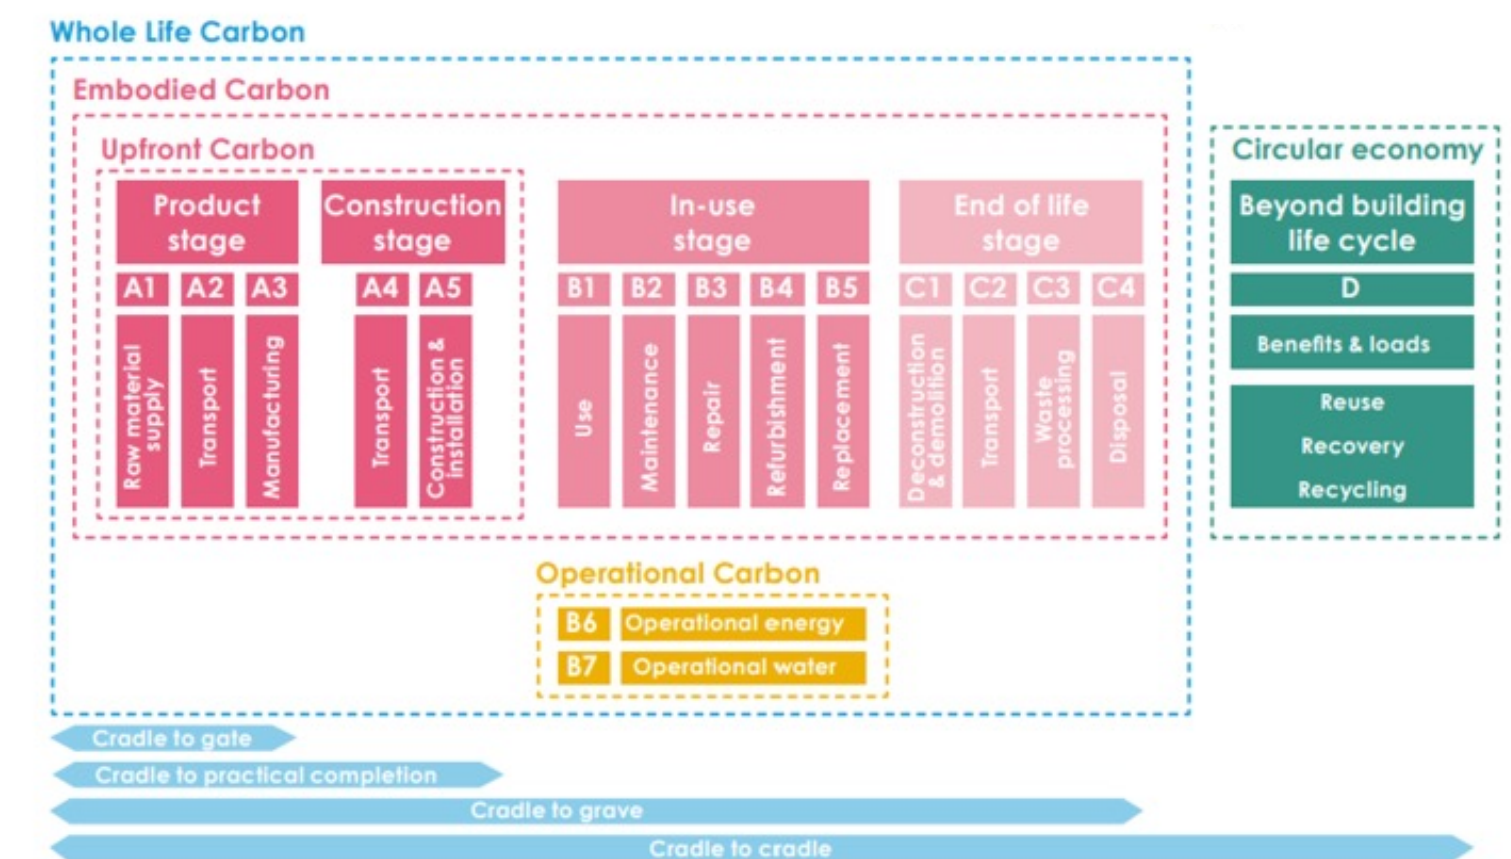 Whole Life Carbon
Embodied Carbon
Upfront Carbon
Product
stage
Construction
stage
In-use
stage
End of life
stage
A1 A2 A3 A4 A5 B1 B2 B3 B4 B5 C1 C2 C3 C4
Raw material
supply
Transport
Manufacturing
Transport
Construction &
installation
Use
Maintenance
Repair
Refurbishment
Replacement
Deconstruction
& demolition
Transport
Waste
processing
Disposal
Circular economy
Beyond building
life cycle
D
Benefits & loads
Reuse
Recovery
Recycling
Operational Carbon
B6 Operational energy
B7 Operational water
Cradle to gate
Cradle to practical completion
Cradle to grave
Cradle to cradle